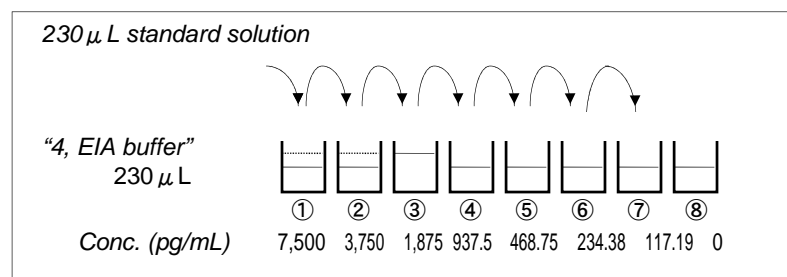 230 μ L standard solution
“4, EIA buffer”
230 μ L
① ② ③ ④ ⑤ ⑥ ⑦ ⑧
Conc. (pg/mL) 7,500 3,750 1,875 937.5 468.75 234.38 117.19 0